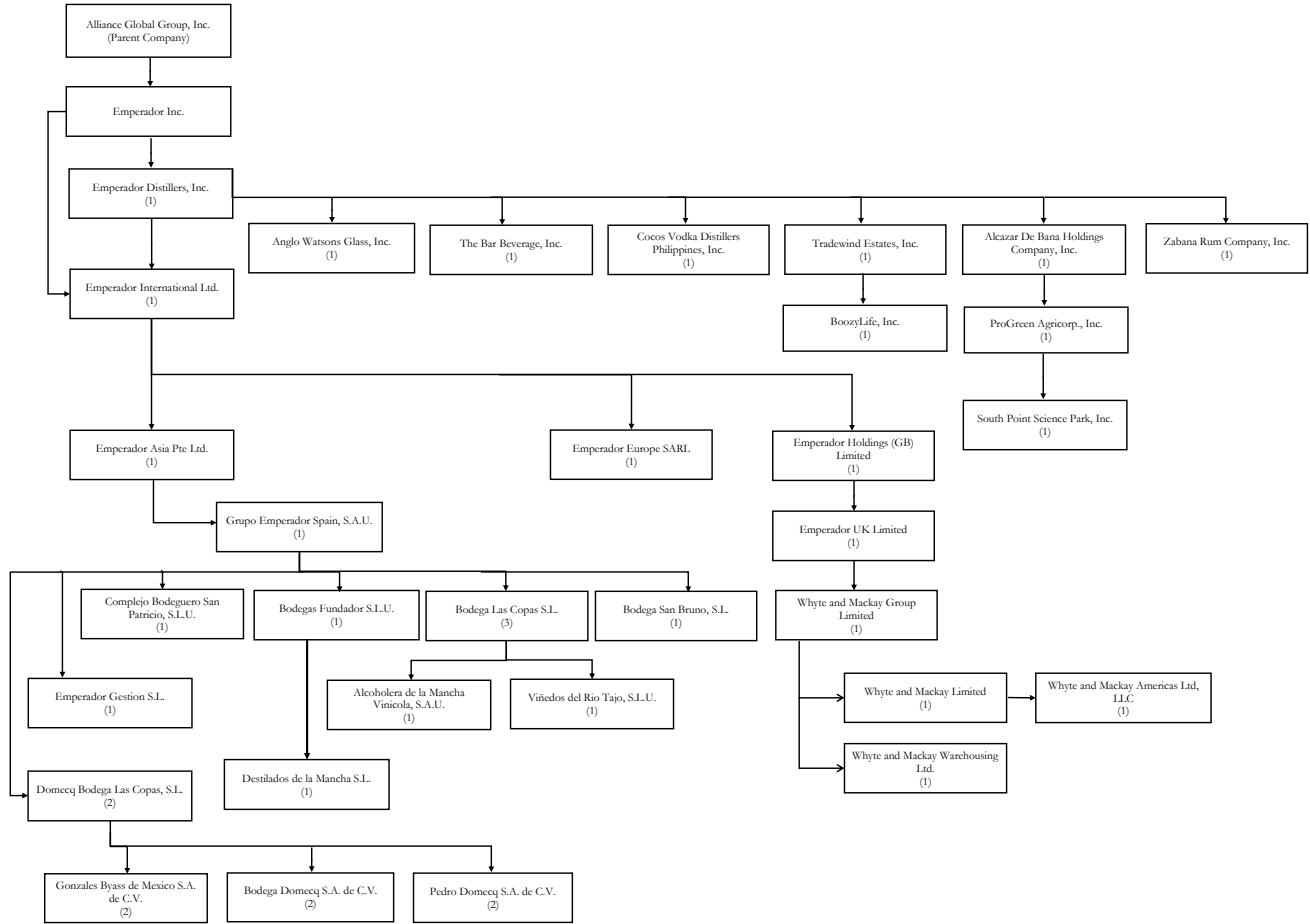 Alliance Global Group, Inc.
(Parent Company)
Emperador Inc.
Emperador Distillers, Inc.
(1)
Anglo Watsons Glass, Inc.
(1)
The Bar Beverage, Inc.
(1)
Cocos Vodka Distillers
Philippines, Inc.
(1)
Tradewind Estates, Inc.
(1)
Alcazar De Bana Holdings
Company, Inc.
(1)
Zabana Rum Company, Inc.
(1)
Emperador International Ltd.
(1)
BoozyLife, Inc.
(1)
ProGreen Agricorp., Inc.
(1)
South Point Science Park, Inc.
(1)
Emperador Asia Pte Ltd.
(1)
Emperador Europe SARL
(1)
Emperador Holdings (GB)
Limited
(1)
Grupo Emperador Spain, S.A.U.
(1)
Emperador UK Limited
(1)
Complejo Bodeguero San
Patricio, S.L.U.
(1)
Bodegas Fundador S.L.U.
(1)
Bodega Las Copas S.L.
(3)
Bodega San Bruno, S.L.
(1)
Whyte and Mackay Group
Limited
(1)
Emperador Gestion S.L.
(1)
Alcoholera de la Mancha
Vinicola, S.A.U.
(1)
Viñedos del Rio Tajo, S.L.U.
(1)
Whyte and Mackay Limited
(1)
Whyte and Mackay Americas Ltd,
LLC
(1)
Destilados de la Mancha S.L.
(1)
Whyte and Mackay Warehousing
Ltd.
(1)
Domecq Bodega Las Copas, S.L.
(2)
Gonzales Byass de Mexico S.A.
de C.V.
(2)
Bodega Domecq S.A. de C.V.
(2)
Pedro Domecq S.A. de C.V.
(2)